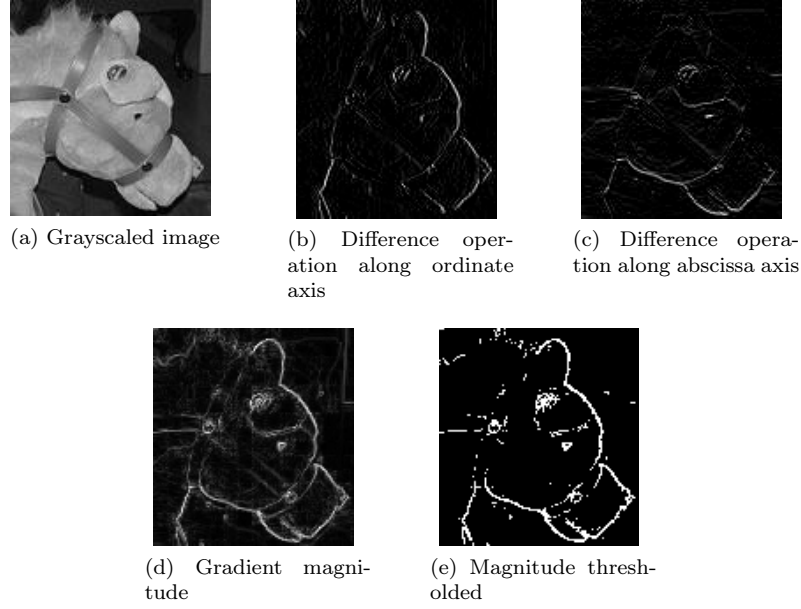 (a) Grayscaled image
(b) Difference oper-
ation along ordinate
axis
(c) Difference opera-
tion along abscissa axis
(d) Gradient magni-
tude
(e) Magnitude thresh-
olded